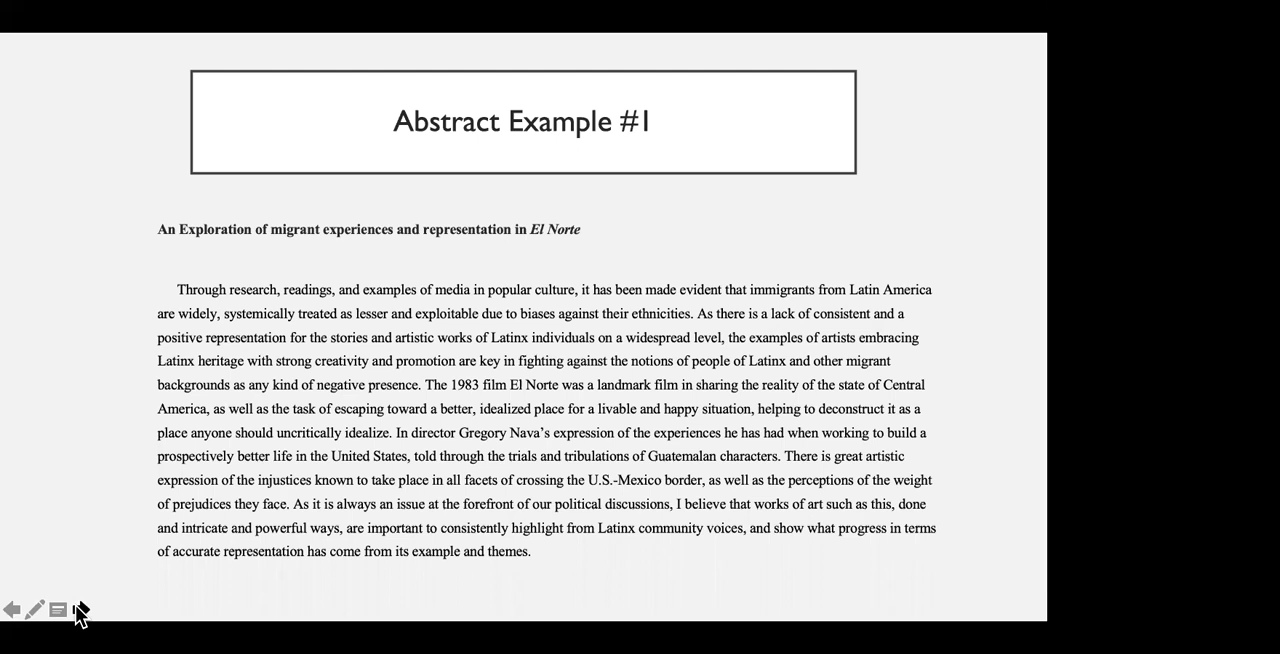 Abstract Example #1
An Exploration of migrant experiences and representation in El Norte
Through research, readings, and examples of media in popular culture, it has been made evident that immigrants from Latin America
are widely, systemically treated as lesser and exploitable due to biases against their ethnicities. As there is a lack of consistent and a
positive representation for the stories and artistic works of Latinx individuals on a widespread level, the examples of artists embracing
Latinx heritage with strong creativity and promotion are key in fighting against the notions of people of Latinx and other migrant
backgrounds as any kind of negative presence. The 1983 film El Norte was a landmark film in sharing the reality of the state of Central
America, as well as the task of escaping toward a better, idealized place for a livable and happy situation, helping to deconstruct it as a
place anyone should uncritically idealize. In director Gregory Nava’s expression of the experiences he has had when working to build a
prospectively better life in the United States, told through the trials and tribulations of Guatemalan characters. There is great artistic
expression of the injustices known to take place in all facets of crossing the U.S.-Mexico border, as well as the perceptions of the weight
of prejudices they face. As it is always an issue at the forefront of our political discussions, I believe that works of art such as this, done
and intricate and powerful ways, are important to consistently highlight from Latinx community voices, and show what progress in terms
of accurate representation has come from its example and themes.